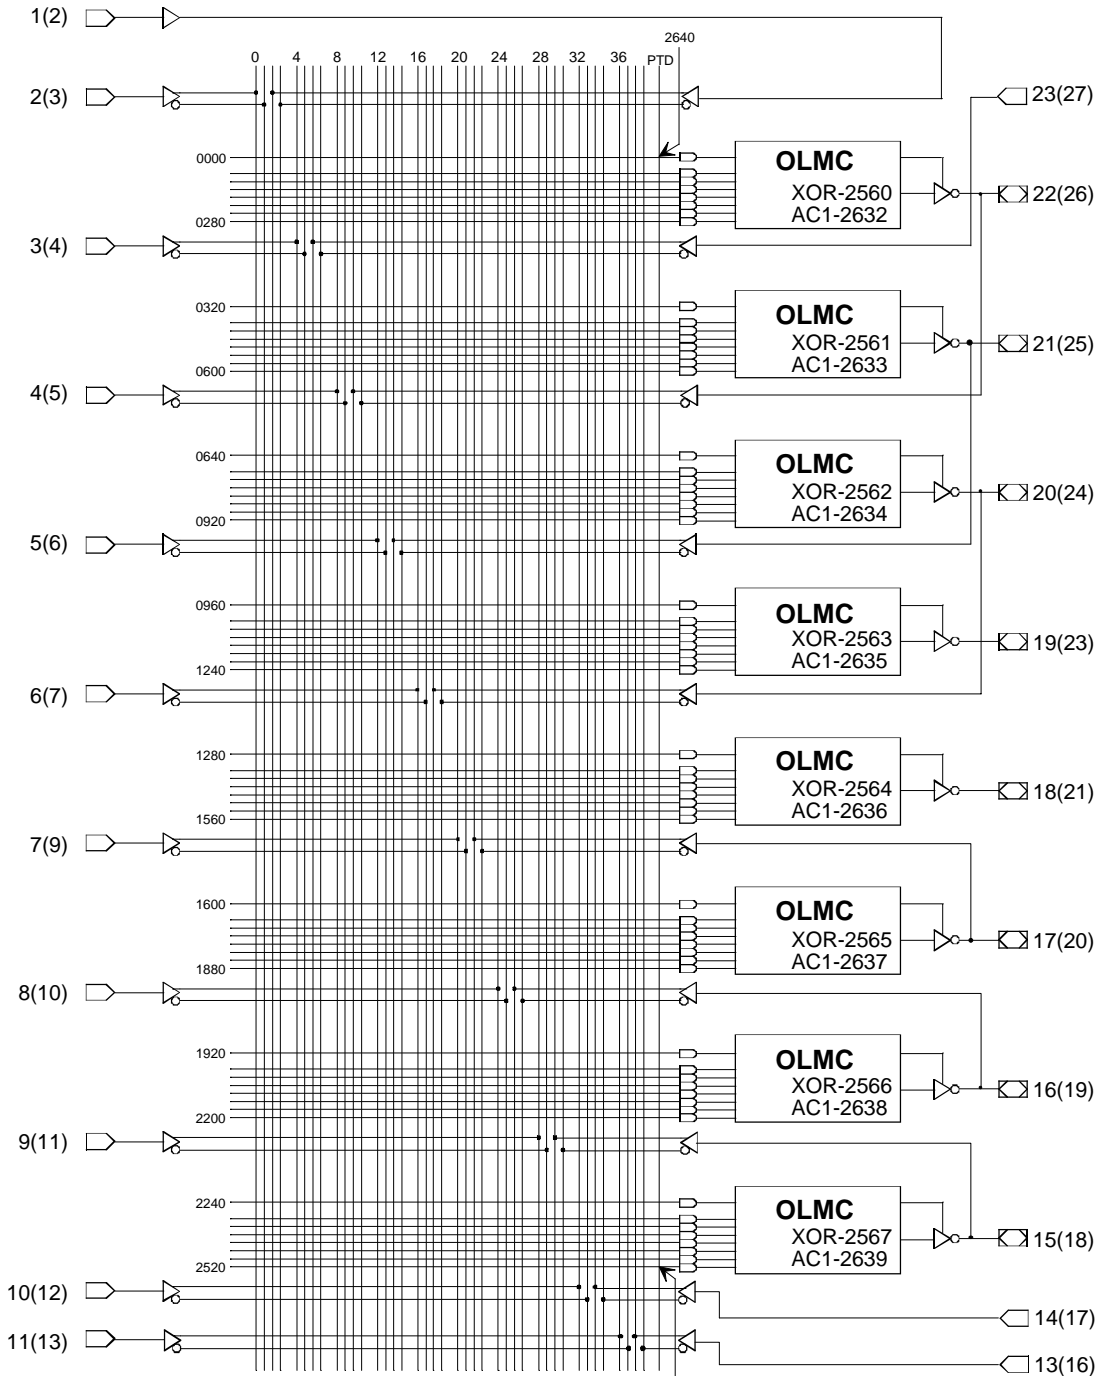 1(2)
2640
0 4 8 12 16 20 24 28 32 36 PTD
2(3)
23(27)
0000
OLMC
XOR-2560
AC1-2632
22(26)
0280
3(4)
0320
OLMC
XOR-2561
AC1-2633
21(25)
0600
4(5)
0640
OLMC
XOR-2562
AC1-2634
20(24)
0920
5(6)
0960
OLMC
XOR-2563
AC1-2635
19(23)
1240
6(7)
1280
OLMC
XOR-2564
AC1-2636
18(21)
1560
7(9)
1600
OLMC
XOR-2565
AC1-2637
17(20)
1880
8(10)
1920
OLMC
XOR-2566
AC1-2638
16(19)
2200
9(11)
2240
OLMC
XOR-2567
AC1-2639
15(18)
2520
10(12)
14(17)
11(13)
13(16)